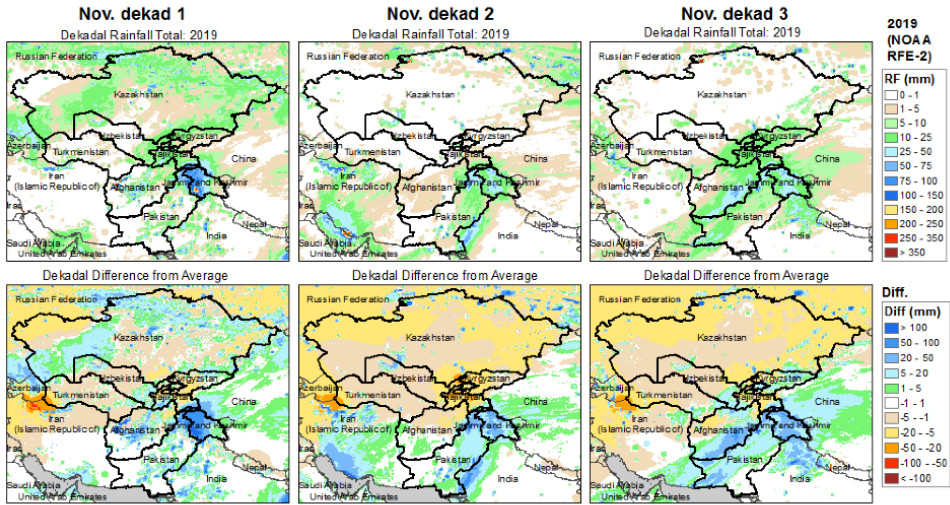 Nov. dekad 1
Nov. dekad 2
Nov. dekad 3
Dekadal Rainfall Total: 2019
Dekadal Rainfall Total: 2019
Dekadal Rainfall Total: 2019
2019
(NOAA
RFE-2)
Russian Federation
Kazakhstan
Uzbekistan
Kyrgyzstan
Azerbaijan
Turkmenistan
Tajikistan
China
Iran
(Islamic Republic of)
Afghanistan
Jammu and Kashmir
Iraq
Pakistan
Nepal
India
Saudi Arabia
United Arab Emirates
Russian Federation
Kazakhstan
Uzbekistan
Kyrgyzstan
Azerbaijan
Turkmenistan
Tajikistan
China
Iran
(Islamic Republic of)
Afghanistan
Jammu and Kashmir
Iraq
Pakistan
Nepal
India
Saudi Arabia
United Arab Emirates
Russian Federation
Kazakhstan
Uzbekistan
Kyrgyzstan
Azerbaijan
Turkmenistan
Tajikistan
China
Iran
(Islamic Republic of)
Afghanistan
Jammu and Kashmir
Iraq
Pakistan
Nepal
India
Saudi Arabia
United Arab Emirates
RF (mm)
0 - 1
1 - 5
5 - 10
10 - 25
25 - 50
50 - 75
75 - 100
100 - 150
150 - 200
200 - 250
250 - 350
> 350
Dekadal Difference from Average
Dekadal Difference from Average
Dekadal Difference from Average
Russian Federation
Kazakhstan
Uzbekistan
Kyrgyzstan
Azerbaijan
Turkmenistan
Tajikistan
China
Iran
(Islamic Republic of)
Afghanistan
Jammu and Kashmir
Iraq
Pakistan
Nepal
India
Saudi Arabia
United Arab Emirates
Russian Federation
Kazakhstan
Uzbekistan
Kyrgyzstan
Azerbaijan
Turkmenistan
Tajikistan
China
Iran
(Islamic Republic of)
Afghanistan
Jammu and Kashmir
Iraq
Pakistan
Nepal
India
Saudi Arabia
United Arab Emirates
Russian Federation
Kazakhstan
Uzbekistan
Kyrgyzstan
Azerbaijan
Turkmenistan
Tajikistan
China
Iran
(Islamic Republic of)
Afghanistan
Jammu and Kashmir
Iraq
Pakistan
Nepal
India
Saudi Arabia
United Arab Emirates
Diff.
Diff (mm)
> 100
50 - 100
20 - 50
5 - 20
1 - 5
-1 - 1
-5 - -1
-20 - -5
-50 - -20
-100 - -50
< -100